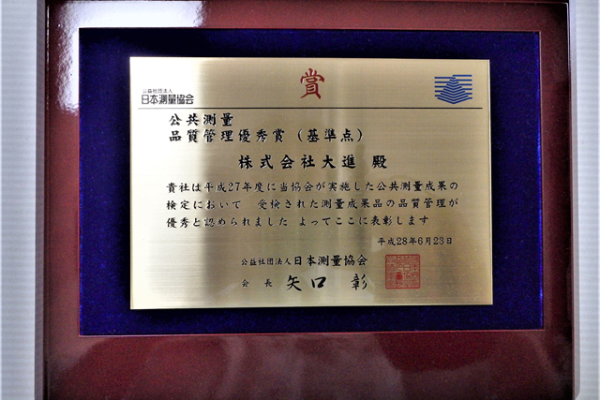 賞
公益社団法人
日本測量協会
公共測量
品質管理優秀賞（基準点）
株式会社大進 殿
貴社は平成27年度に当協会が実施した公共測量成果の
検定において 受検された測量成果品の品質管理が
優秀と認められました よってここに表彰します
平成28年6月23日
公益社団法人日本測量協会
会長 矢口 彰